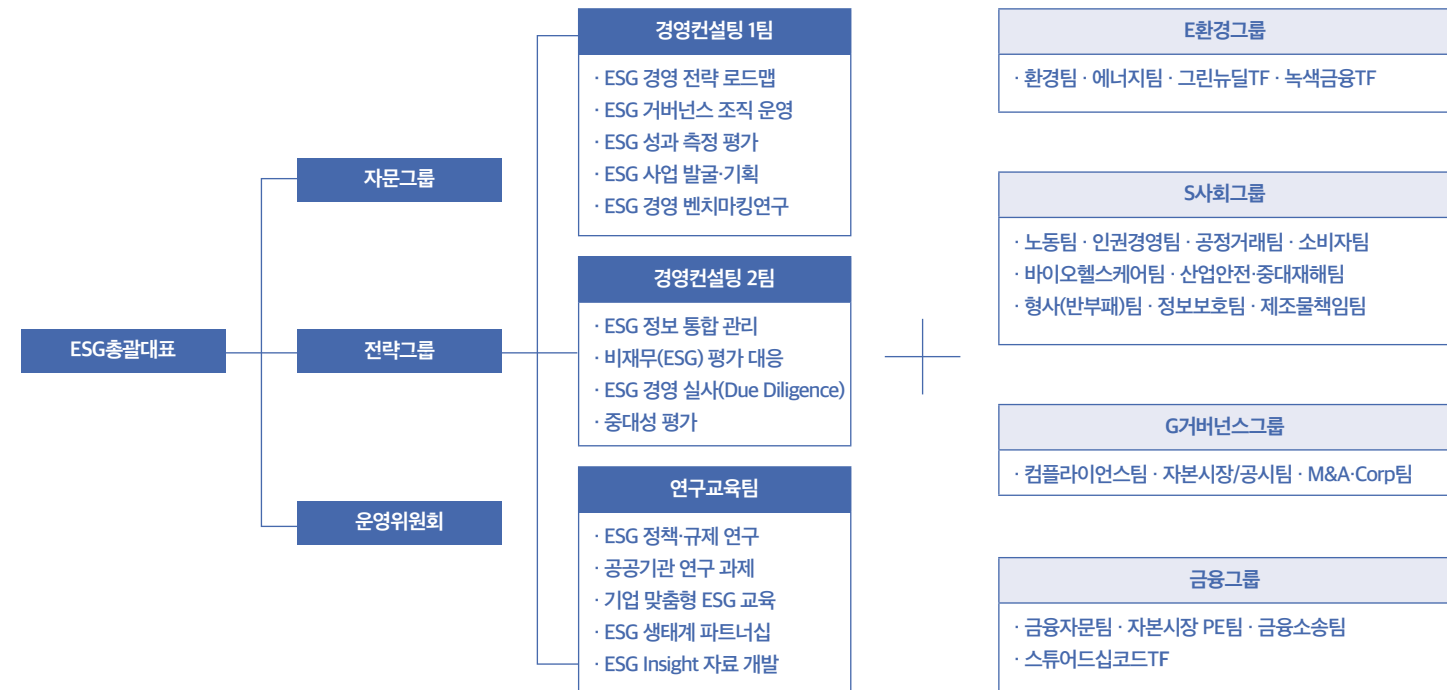 ESG총괄대표
자문그룹
전략그룹
운영위원회
경영컨설팅 1팀
· ESG 경영 전략 로드맵
· ESG 거버넌스 조직 운영
· ESG 성과 측정 평가
· ESG 사업 발굴·기획
· ESG 경영 벤치마킹연구
경영컨설팅 2팀
· ESG 정보 통합 관리
· 비재무(ESG) 평가 대응
· ESG 경영 실사(Due Diligence)
· 중대성 평가
연구교육팀
· ESG 정책·규제 연구
· 공공기관 연구 과제
· 기업 맞춤형 ESG 교육
· ESG 생태계 파트너십
· ESG Insight 자료 개발
E환경그룹
· 환경팀 · 에너지팀 · 그린뉴딜TF · 녹색금융TF
S사회그룹
· 노동팀 · 인권경영팀 · 공정거래팀 · 소비자팀
· 바이오헬스케어팀 · 산업안전·중대재해팀
· 형사(반부패)팀 · 정보보호팀 · 제조물책임팀
G거버넌스그룹
· 컴플라이언스팀 · 자본시장/공시팀 · M&A·Corp팀
금융그룹
· 금융자문팀 · 자본시장 PE팀 · 금융소송팀
· 스튜어드십코드TF